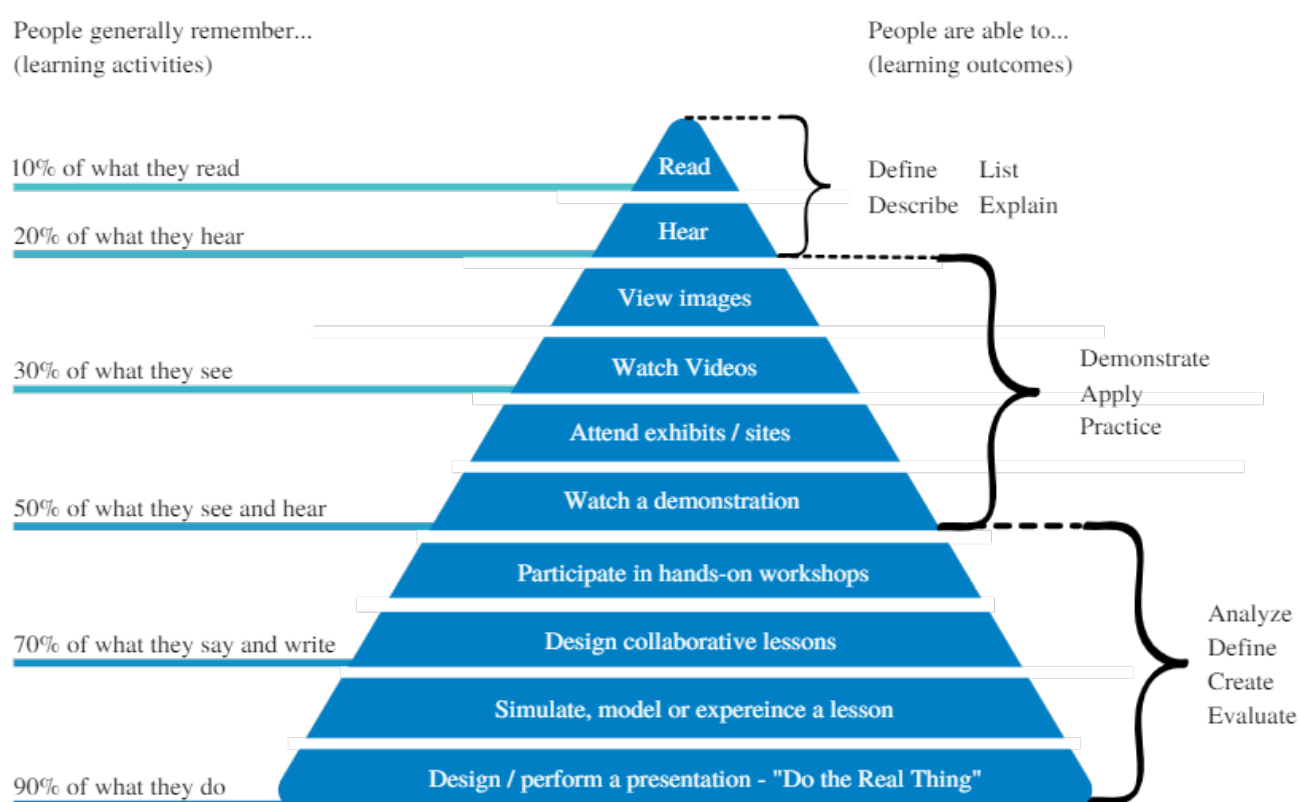 People generally remember...
(learning activities)
People are able to...
(learning outcomes)
10% of what they read
Read
Define List
Describe Explain
20% of what they hear
Hear
View images
30% of what they see
Watch Videos
Demonstrate
Apply
Practice
Attend exhibits / sites
50% of what they see and hear
Watch a demonstration
Participate in hands-on workshops
70% of what they say and write
Design collaborative lessons
Analyze
Define
Create
Evaluate
Simulate, model or expereince a lesson
90% of what they do
Design / perform a presentation - "Do the Real Thing"